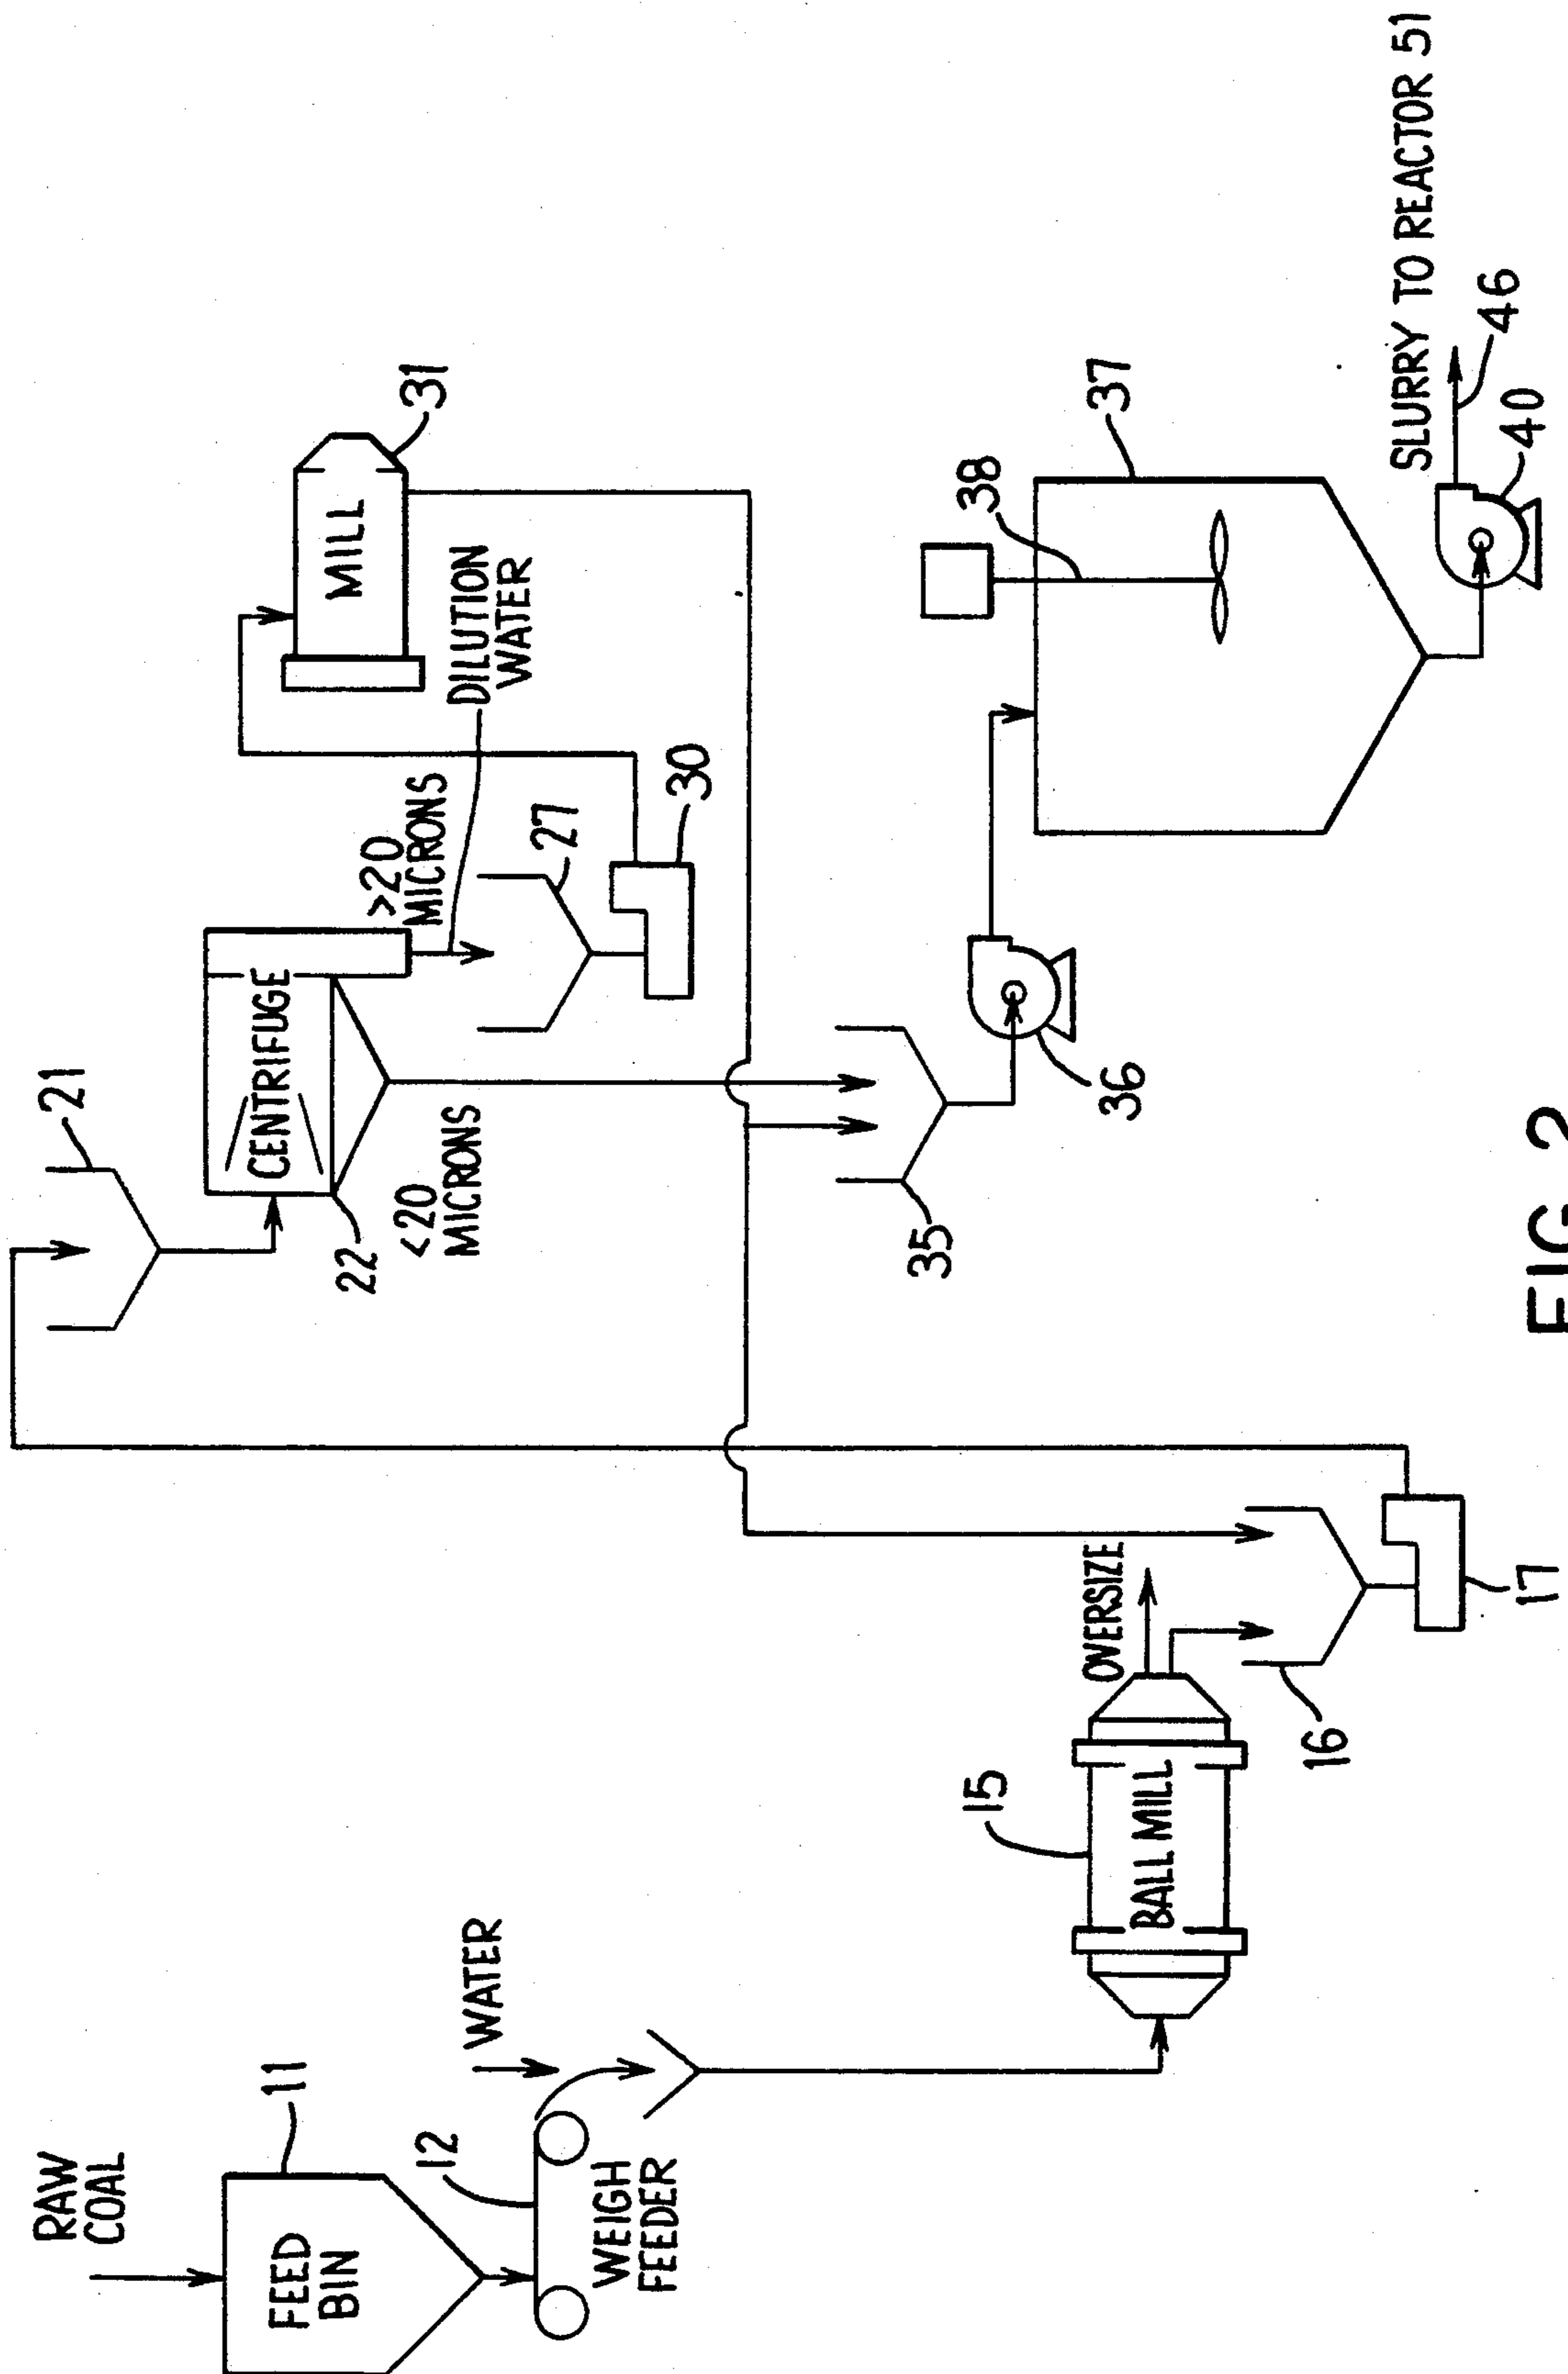 RAW
COAL
11
FEED
BIN
12
WEIGH
FEEDER
WATER
15
BALL MILL
OVERSIZE
16
17
21
CENTRIFUGE
22
<20
MICRONS
>20
MICRONS
27
30
DILUTION
WATER
MILL
31
35
36
38
37
SLURRY TO REACTOR 51
46
40
FIG 2